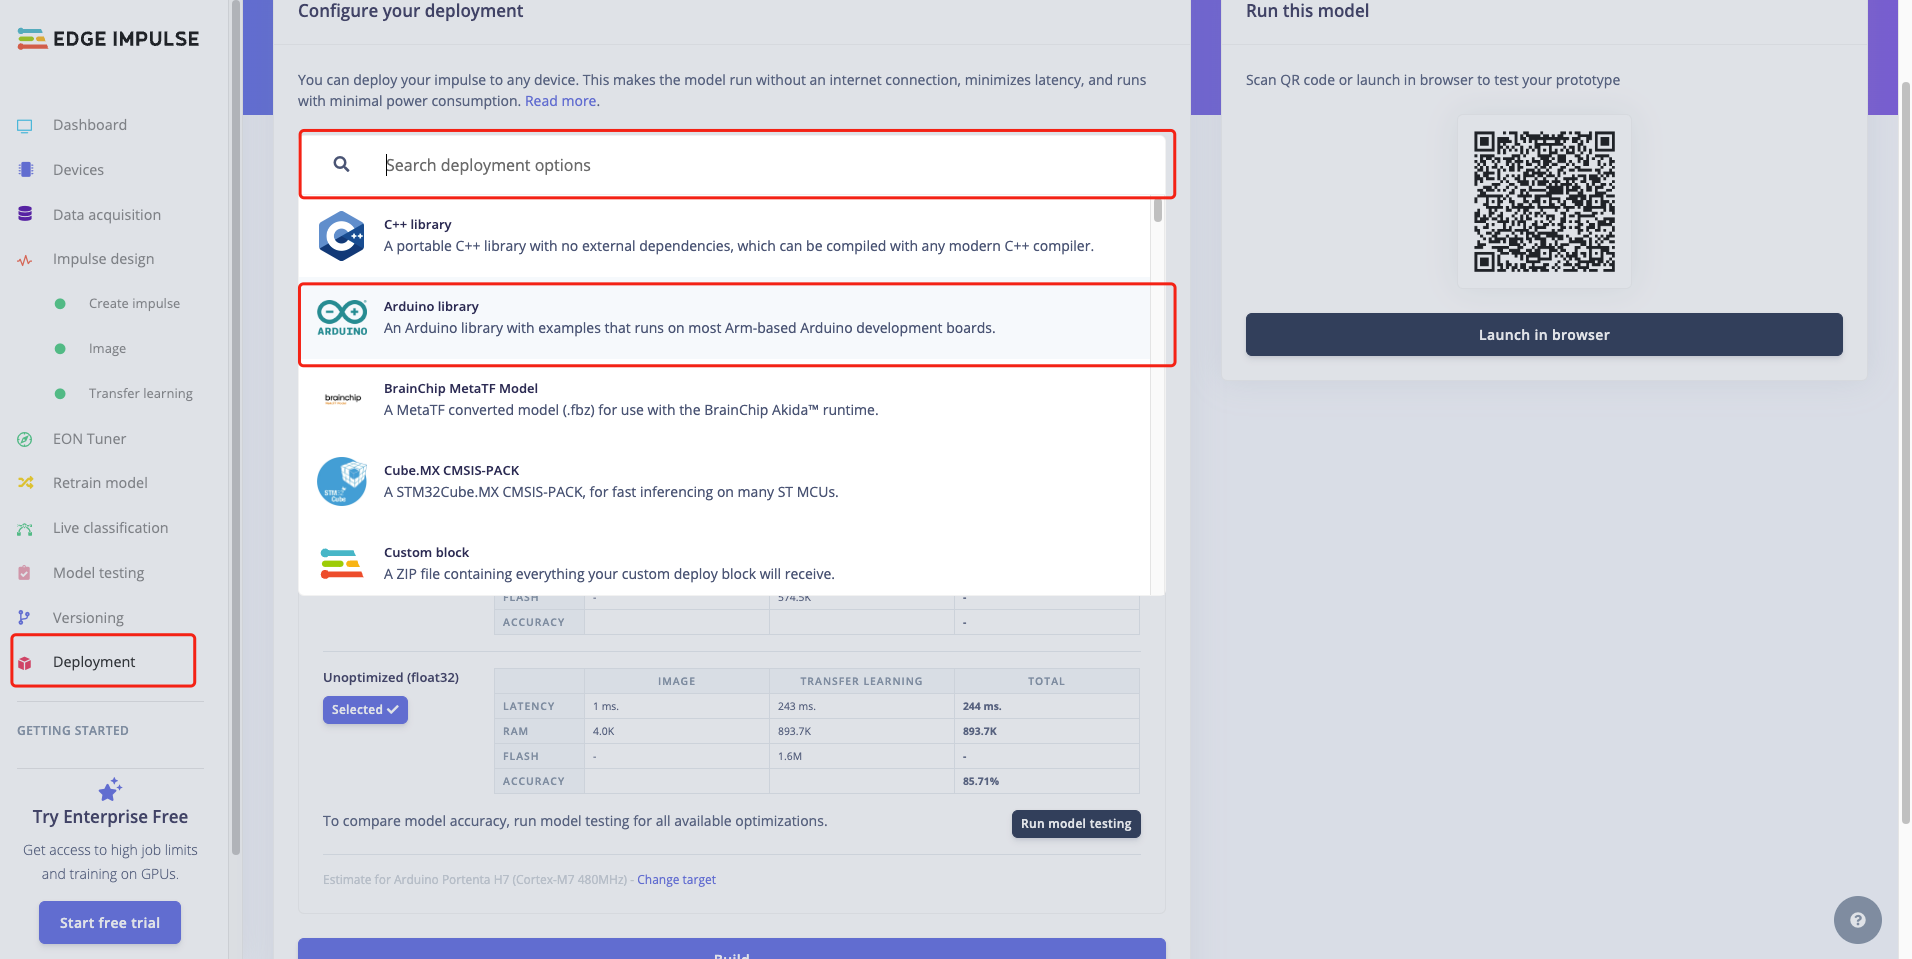 EDGE IMPULSE
Dashboard
Devices
Data acquisition
Impulse design
Create impulse
Image
Transfer learning
EON Tuner
Retrain model
Live classification
Model testing
Versioning
Deployment
GETTING STARTED
Try Enterprise Free
Get access to high job limits
and training on GPUs.
Start free trial
Configure your deployment
You can deploy your impulse to any device. This makes the model run without an internet connection, minimizes latency, and runs
with minimal power consumption. Read more.
Search deployment options
C++ library
A portable C++ library with no external dependencies, which can be compiled with any modern C++ compiler.
ARDUINO
Arduino library
An Arduino library with examples that runs on most Arm-based Arduino development boards.
brainchip
BrainChip MetaTF Model
A MetaTF converted model (.fbz) for use with the BrainChip Akida™ runtime.
STM32
Cube
Cube.MX CMSIS-PACK
A STM32Cube.MX CMSIS-PACK, for fast inferencing on many ST MCUs.
Custom block
A ZIP file containing everything your custom deploy block will receive.
FLASH - 574.5K -
ACCURACY -
Unoptimized (float32)
Selected
IMAGE TRANSFER LEARNING TOTAL
LATENCY 1 ms. 243 ms. 244 ms.
RAM 4.0K 893.7K 893.7K
FLASH - 1.6M -
ACCURACY 85.71%
To compare model accuracy, run model testing for all available optimizations.
Run model testing
Estimate for Arduino Portenta H7 (Cortex-M7 480MHz) - Change target
Build
Run this model
Scan QR code or launch in browser to test your prototype
Launch in browser